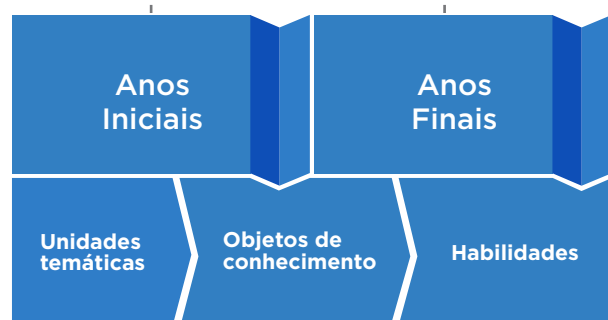 Anos
Iniciais
Anos
Finais
Unidades
temáticas
Objetos de
conhecimento
Habilidades